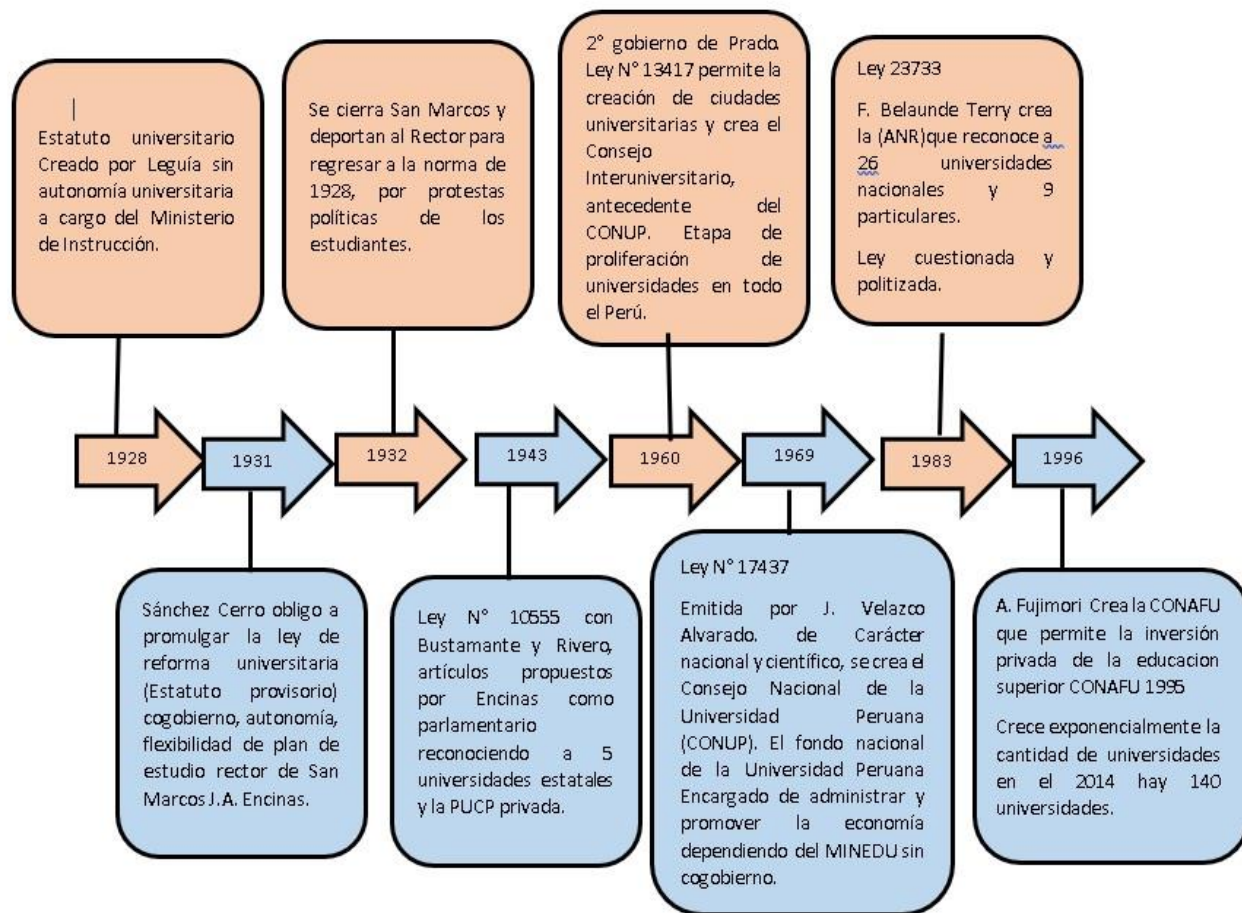 Estatuto universitario
Creado por Leguía sin
autonomía universitaria
a cargo del Ministerio
de Instrucción.
Se cierra San Marcos y
deportan al Rector para
regresar a la norma de
1928, por protestas
políticas de los
estudiantes.
2° gobierno de Prado.
Ley N° 13417 permite la
creación de ciudades
universitarias y crea el
Consejo
Interuniversitario,
antecedente del
CONUP. Etapa de
proliferación de
universidades en todo
el Perú.
Ley 23733
F. Belaunde Terry crea
la (ANR)que reconoce a
26 universidades
nacionales y 9
particulares.
Ley cuestionada y
politizada.
1928
1931
1932
1943
1960
1969
1983
1996
Sánchez Cerro obligo a
promulgar la ley de
reforma universitaria
(Estatuto provisorio)
cogobierno, autonomía,
flexibilidad de plan de
estudio rector de San
Marcos J.A. Encinas.
Ley N° 10555 con
Bustamante y Rivero,
artículos propuestos
por Encinas como
parlamentario
reconociendo a 5
universidades estatales
y la PUCP privada.
Ley N° 17437
Emitida por J. Velazco
Alvarado. de Carácter
nacional y científico, se crea el
Consejo Nacional de la
Universidad Peruana
(CONUP). El fondo nacional
de la Universidad Peruana
Encargado de administrar y
promover la economía
dependiendo del MINEDU sin
cogobierno.
A. Fujimori Crea la CONAFU
que permite la inversión
privada de la educacion
superior CONAFU 1995
Crece exponencialmente la
cantidad de universidades
en el 2014 hay 140
universidades.